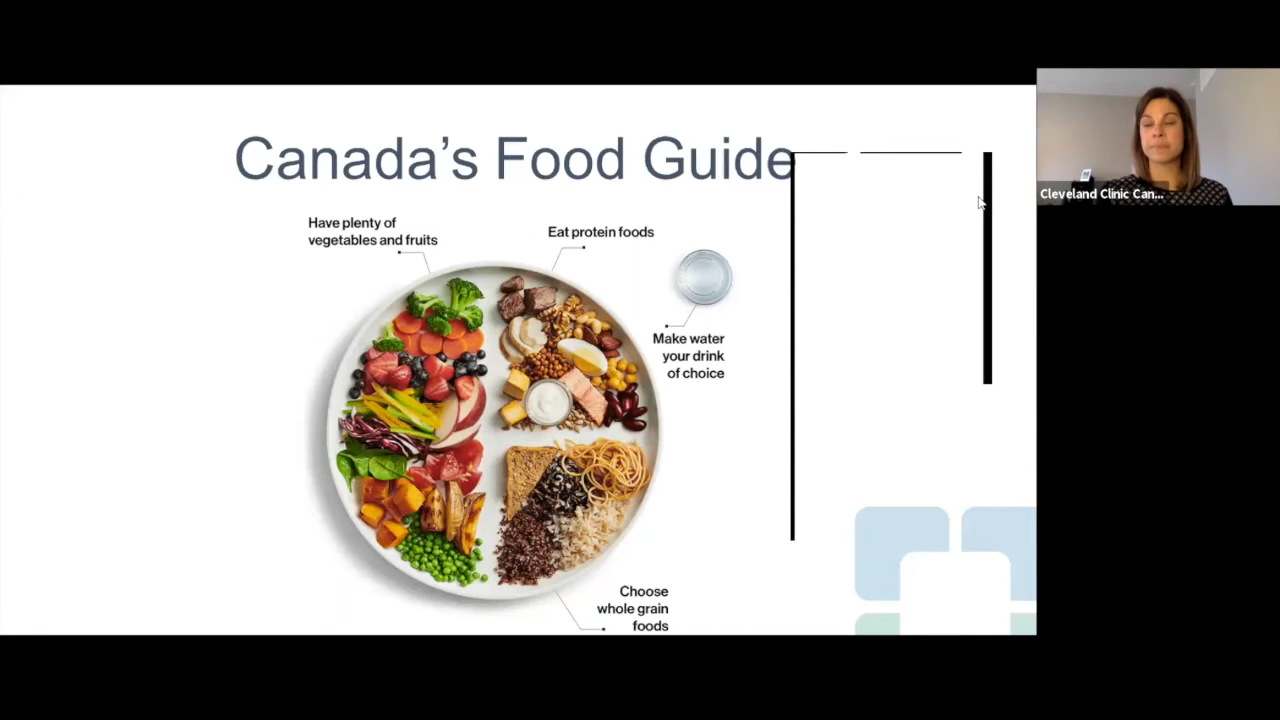 Canada's Food Guide
Have plenty of
vegetables and fruits
Eat protein foods
Make water
your drink
of choice
Choose
whole grain
foods
Cleveland Clinic Can...